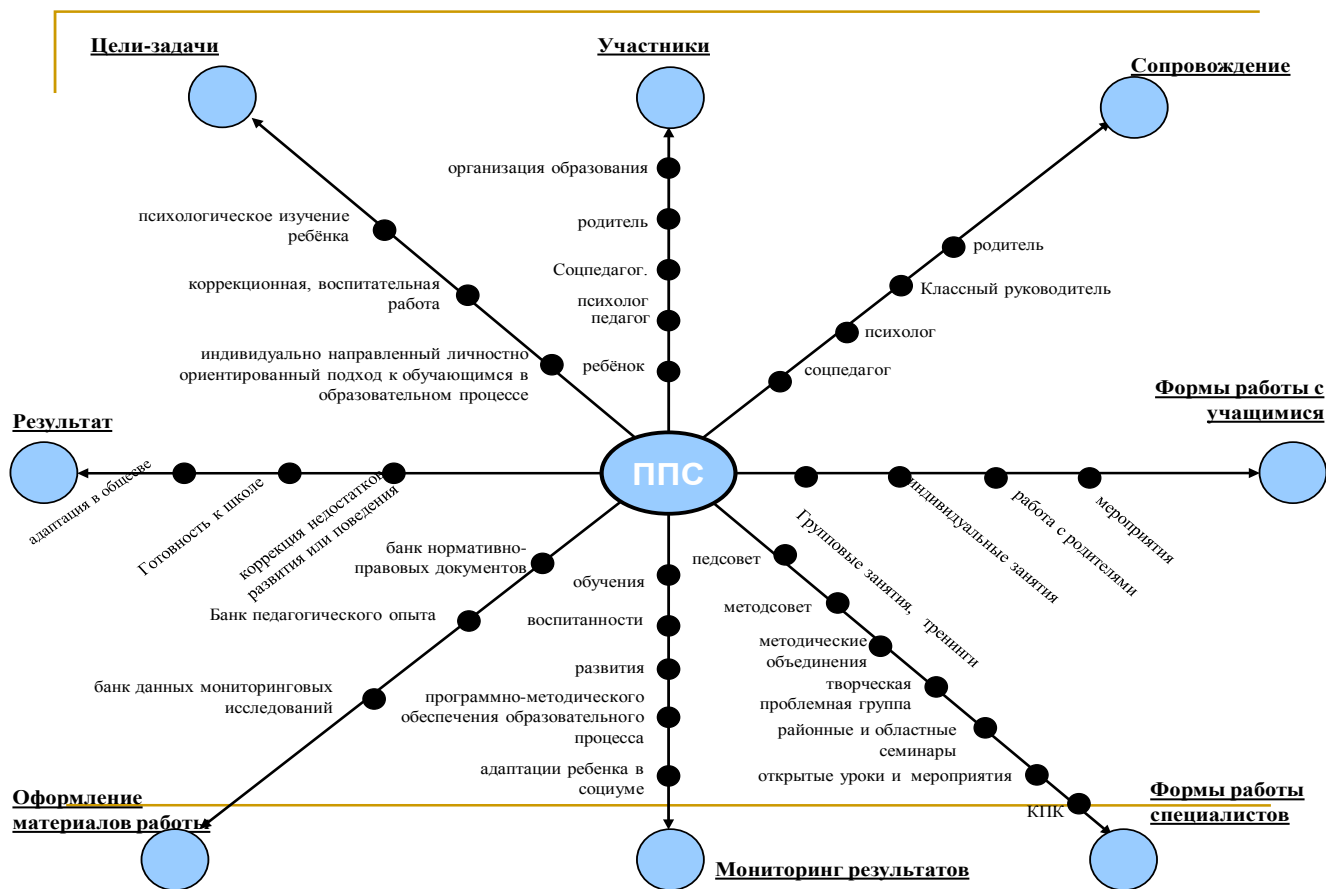 Цели-задачи
Участники
Сопровождение
организация образования
родитель
Соцпедагог.
психолог
педагог
ребёнок
психологическое изучение
ребёнка
коррекционная, воспитательная
работа
индивидуально направленный личностно
ориентированный подход к обучающимся в
образовательном процессе
родитель
Классный руководитель
психолог
соцпедагог
Формы работы с
учащимися
Результат
ППС
адаптация в общесве
Готовность к школе
коррекция недостатков
развития или поведения
Групповые занятия, тренинги
индивидуальные занятия
работа с родителями
мероприятия
банк нормативно-
правовых документов
Банк педагогического опыта
банк данных мониторинговых
исследований
обучения
воспитанности
развития
программно-методического
обеспечения образовательного
процесса
адаптации ребенка в
социуме
педсовет
методсовет
методические
объединения
творческая
проблемная группа
районные и областные
семинары
открытые уроки и мероприятия
КПК
Оформление
материалов работы
Мониторинг результатов
Формы работы
специалистов